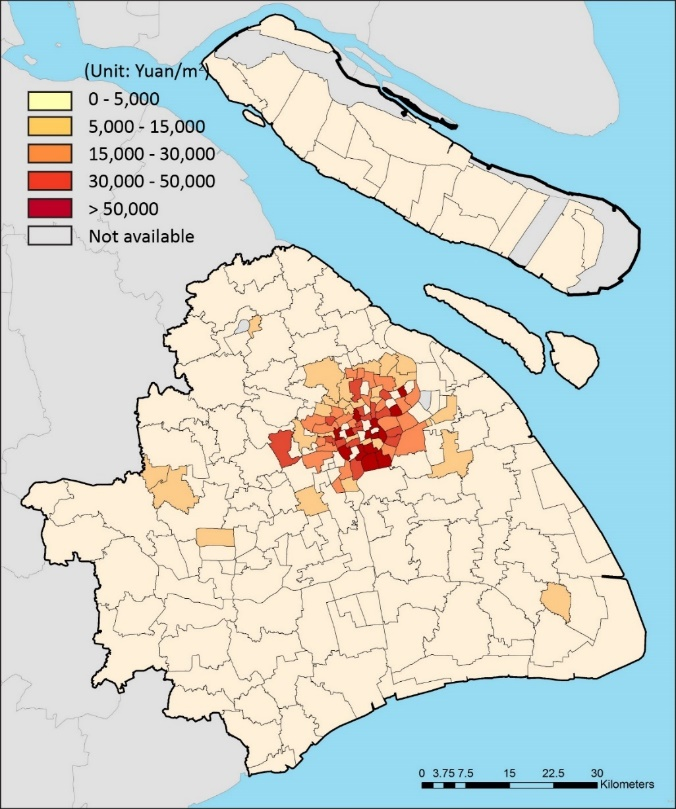 (Unit: Yuan/m²)
0 - 5,000
5,000 - 15,000
15,000 - 30,000
30,000 - 50,000
> 50,000
Not available
0 3.75 7.5 15 22.5 30
Kilometers